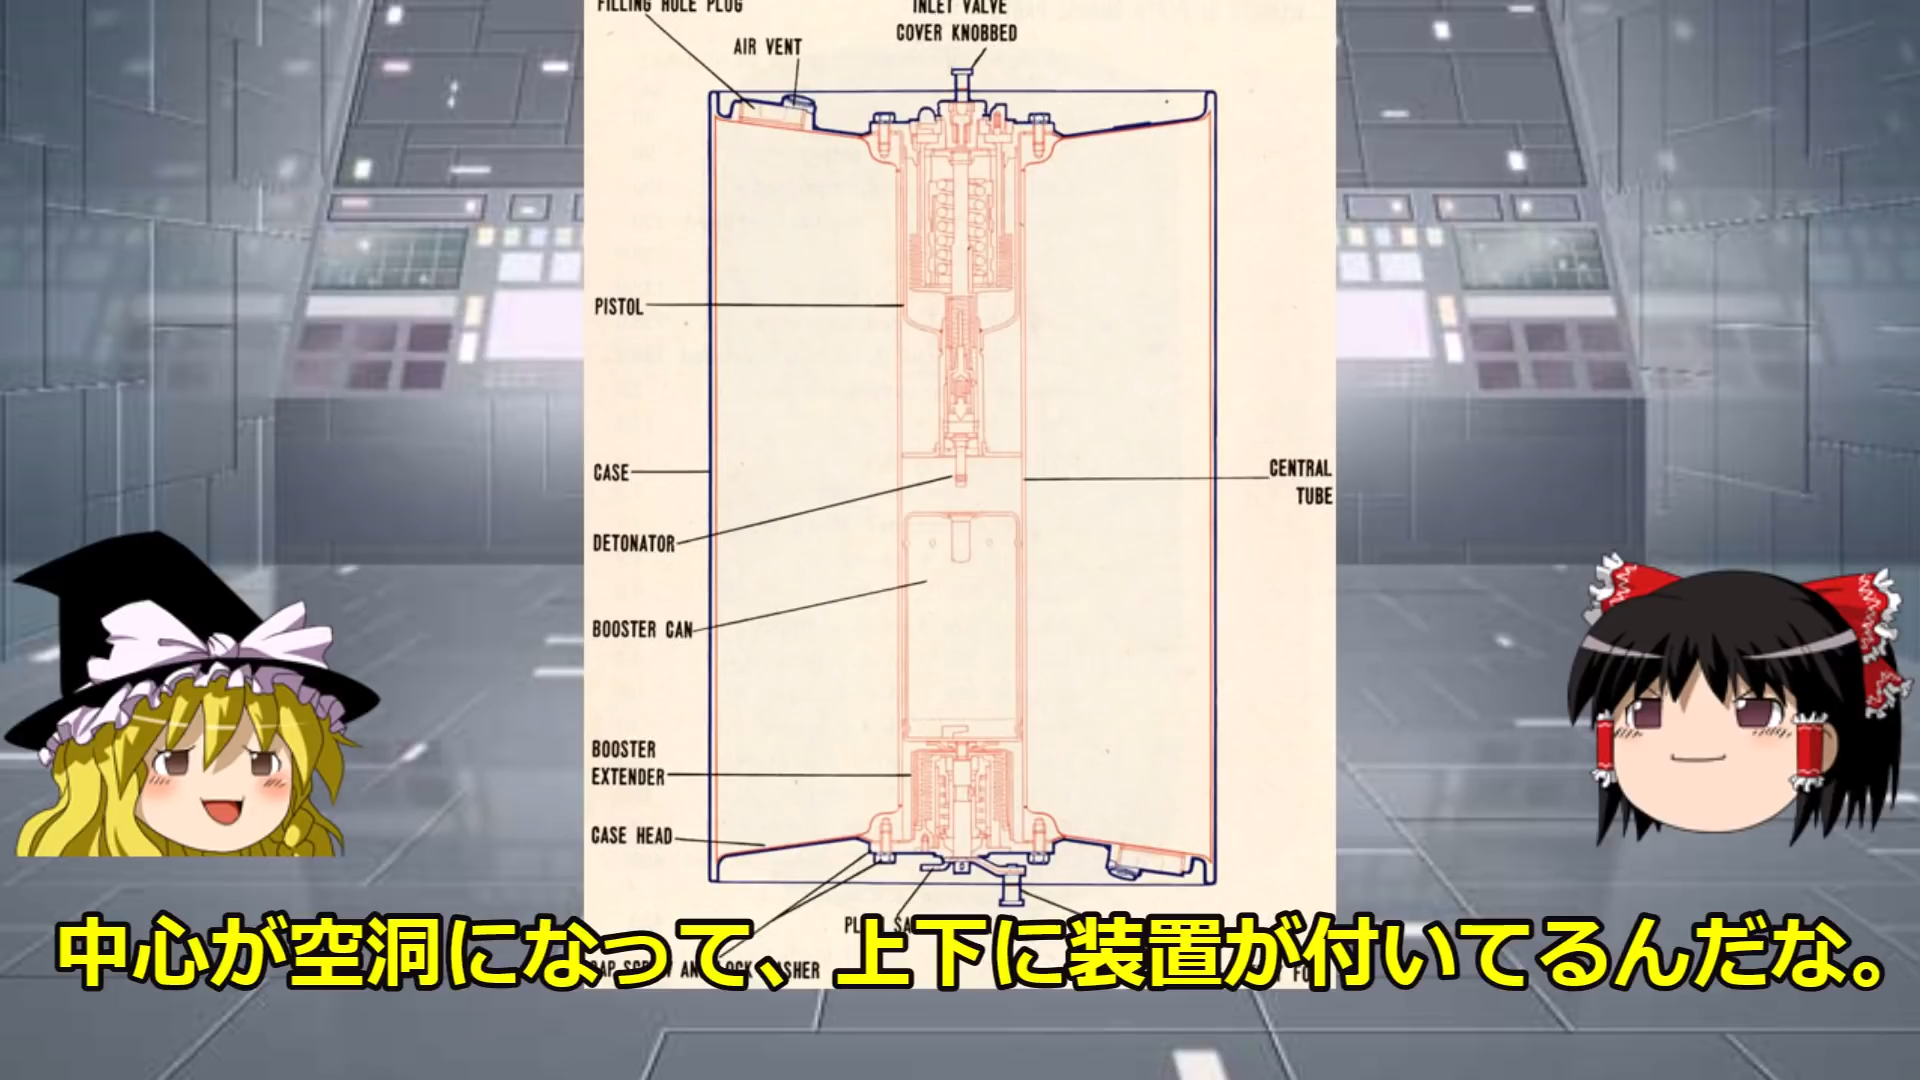 FILLING HOLE PLUG
INLET VALVE
COVER KNOBBED
AIR VENT
PISTOL
CASE
CENTRAL
TUBE
DETONATOR
BOOSTER CAN
BOOSTER
EXTENDER
CASE HEAD
中心が空洞になって、上下に装置が付いてるんだな。